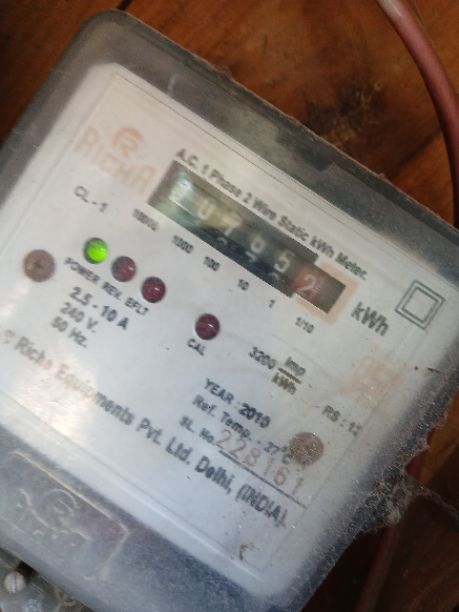 RICHA
A.C. 1 Phase 2 Wire Static kWh Meter.
CL - 1
10000 1000 100 10 1 1/10
kWh
POWER REV. EFLT
2.5 - 10 A
240 V.
50 Hz.
CAL
3200 Imp
kWh
YEAR : 2010
Ref. Temp. - 27°C
SL. No. 228161
RS : 1
Richa Equipments Pvt. Ltd. Delhi, (INDIA)